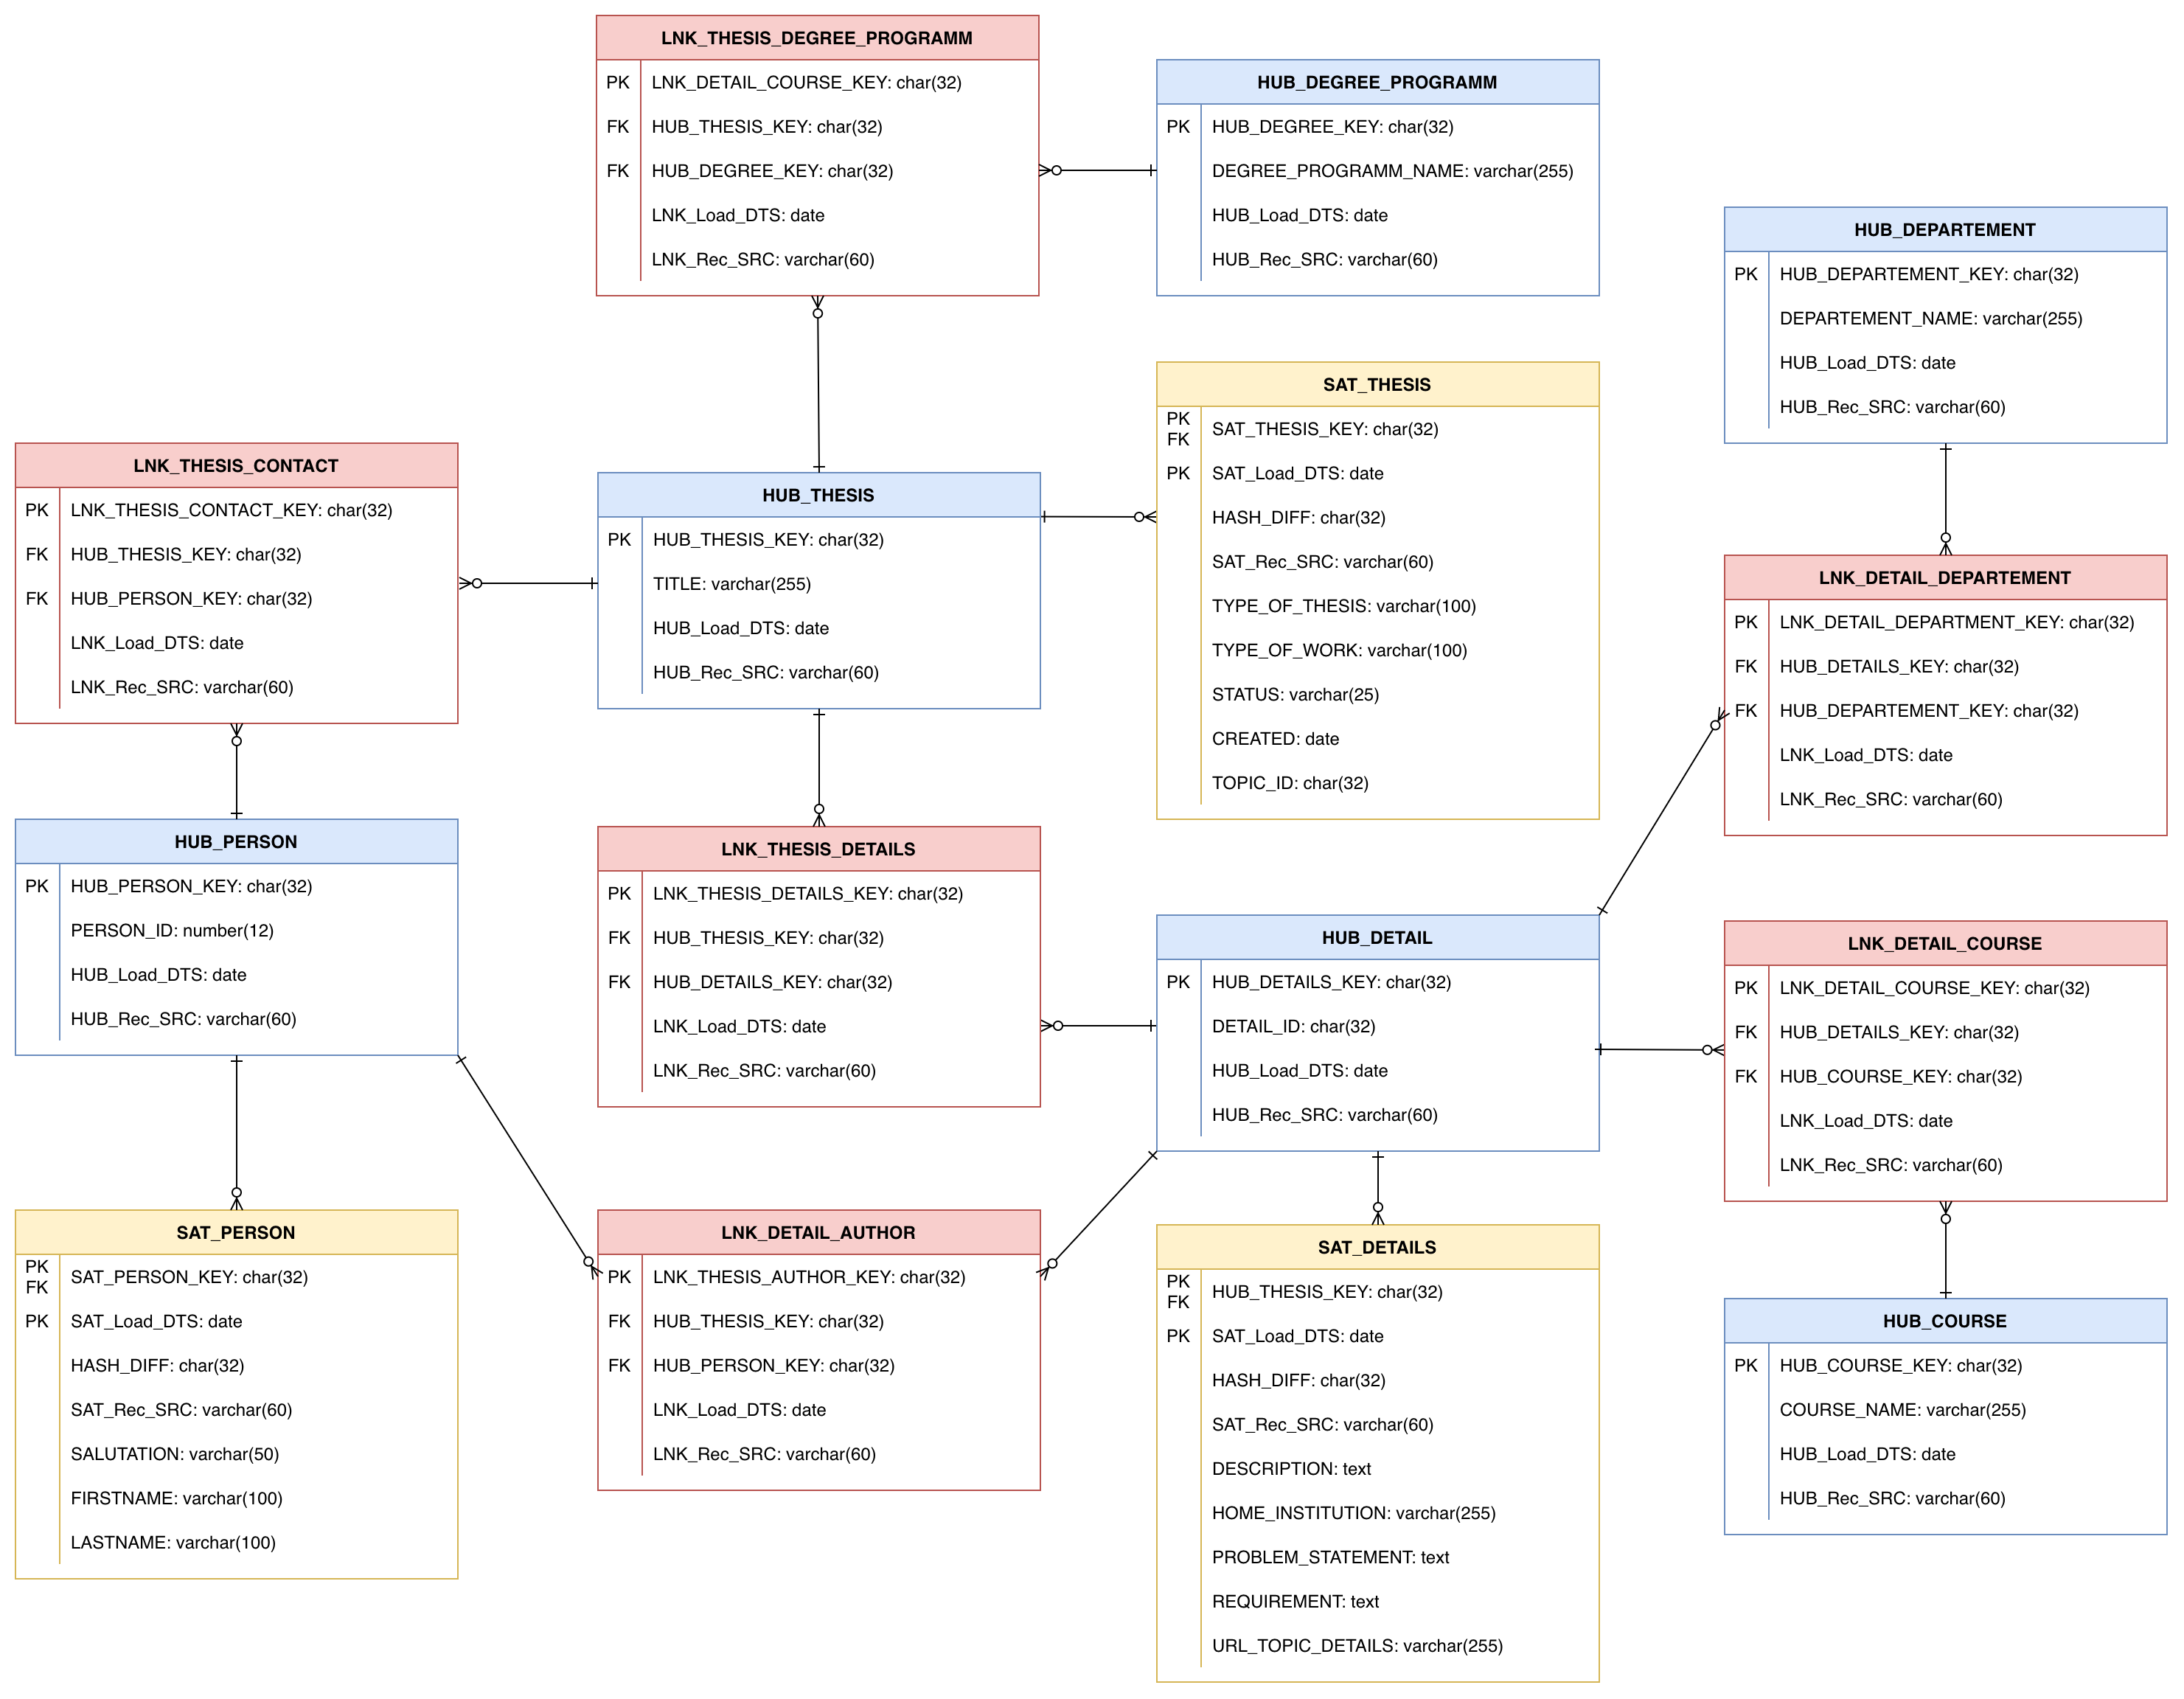 LNK_THESIS_DEGREE_PROGRAMM
PK LNK_DETAIL_COURSE_KEY: char(32)
FK HUB_THESIS_KEY: char(32)
FK HUB_DEGREE_KEY: char(32)
LNK_Load_DTS: date
LNK_Rec_SRC: varchar(60)
HUB_DEGREE_PROGRAMM
PK HUB_DEGREE_KEY: char(32)
DEGREE_PROGRAMM_NAME: varchar(255)
HUB_Load_DTS: date
HUB_Rec_SRC: varchar(60)
HUB_DEPARTEMENT
PK HUB_DEPARTEMENT_KEY: char(32)
DEPARTEMENT_NAME: varchar(255)
HUB_Load_DTS: date
HUB_Rec_SRC: varchar(60)
SAT_THESIS
PK
FK SAT_THESIS_KEY: char(32)
PK SAT_Load_DTS: date
HASH_DIFF: char(32)
SAT_Rec_SRC: varchar(60)
TYPE_OF_THESIS: varchar(100)
TYPE_OF_WORK: varchar(100)
STATUS: varchar(25)
CREATED: date
TOPIC_ID: char(32)
LNK_THESIS_CONTACT
PK LNK_THESIS_CONTACT_KEY: char(32)
FK HUB_THESIS_KEY: char(32)
FK HUB_PERSON_KEY: char(32)
LNK_Load_DTS: date
LNK_Rec_SRC: varchar(60)
HUB_THESIS
PK HUB_THESIS_KEY: char(32)
TITLE: varchar(255)
HUB_Load_DTS: date
HUB_Rec_SRC: varchar(60)
LNK_DETAIL_DEPARTEMENT
PK LNK_DETAIL_DEPARTMENT_KEY: char(32)
FK HUB_DETAILS_KEY: char(32)
FK HUB_DEPARTEMENT_KEY: char(32)
LNK_Load_DTS: date
LNK_Rec_SRC: varchar(60)
HUB_PERSON
PK HUB_PERSON_KEY: char(32)
PERSON_ID: number(12)
HUB_Load_DTS: date
HUB_Rec_SRC: varchar(60)
LNK_THESIS_DETAILS
PK LNK_THESIS_DETAILS_KEY: char(32)
FK HUB_THESIS_KEY: char(32)
FK HUB_DETAILS_KEY: char(32)
LNK_Load_DTS: date
LNK_Rec_SRC: varchar(60)
HUB_DETAIL
PK HUB_DETAILS_KEY: char(32)
DETAIL_ID: char(32)
HUB_Load_DTS: date
HUB_Rec_SRC: varchar(60)
LNK_DETAIL_COURSE
PK LNK_DETAIL_COURSE_KEY: char(32)
FK HUB_DETAILS_KEY: char(32)
FK HUB_COURSE_KEY: char(32)
LNK_Load_DTS: date
LNK_Rec_SRC: varchar(60)
SAT_PERSON
PK
FK SAT_PERSON_KEY: char(32)
PK SAT_Load_DTS: date
HASH_DIFF: char(32)
SAT_Rec_SRC: varchar(60)
SALUTATION: varchar(50)
FIRSTNAME: varchar(100)
LASTNAME: varchar(100)
LNK_DETAIL_AUTHOR
PK LNK_THESIS_AUTHOR_KEY: char(32)
FK HUB_THESIS_KEY: char(32)
FK HUB_PERSON_KEY: char(32)
LNK_Load_DTS: date
LNK_Rec_SRC: varchar(60)
SAT_DETAILS
PK
FK HUB_THESIS_KEY: char(32)
PK SAT_Load_DTS: date
HASH_DIFF: char(32)
SAT_Rec_SRC: varchar(60)
DESCRIPTION: text
HOME_INSTITUTION: varchar(255)
PROBLEM_STATEMENT: text
REQUIREMENT: text
URL_TOPIC_DETAILS: varchar(255)
HUB_COURSE
PK HUB_COURSE_KEY: char(32)
COURSE_NAME: varchar(255)
HUB_Load_DTS: date
HUB_Rec_SRC: varchar(60)